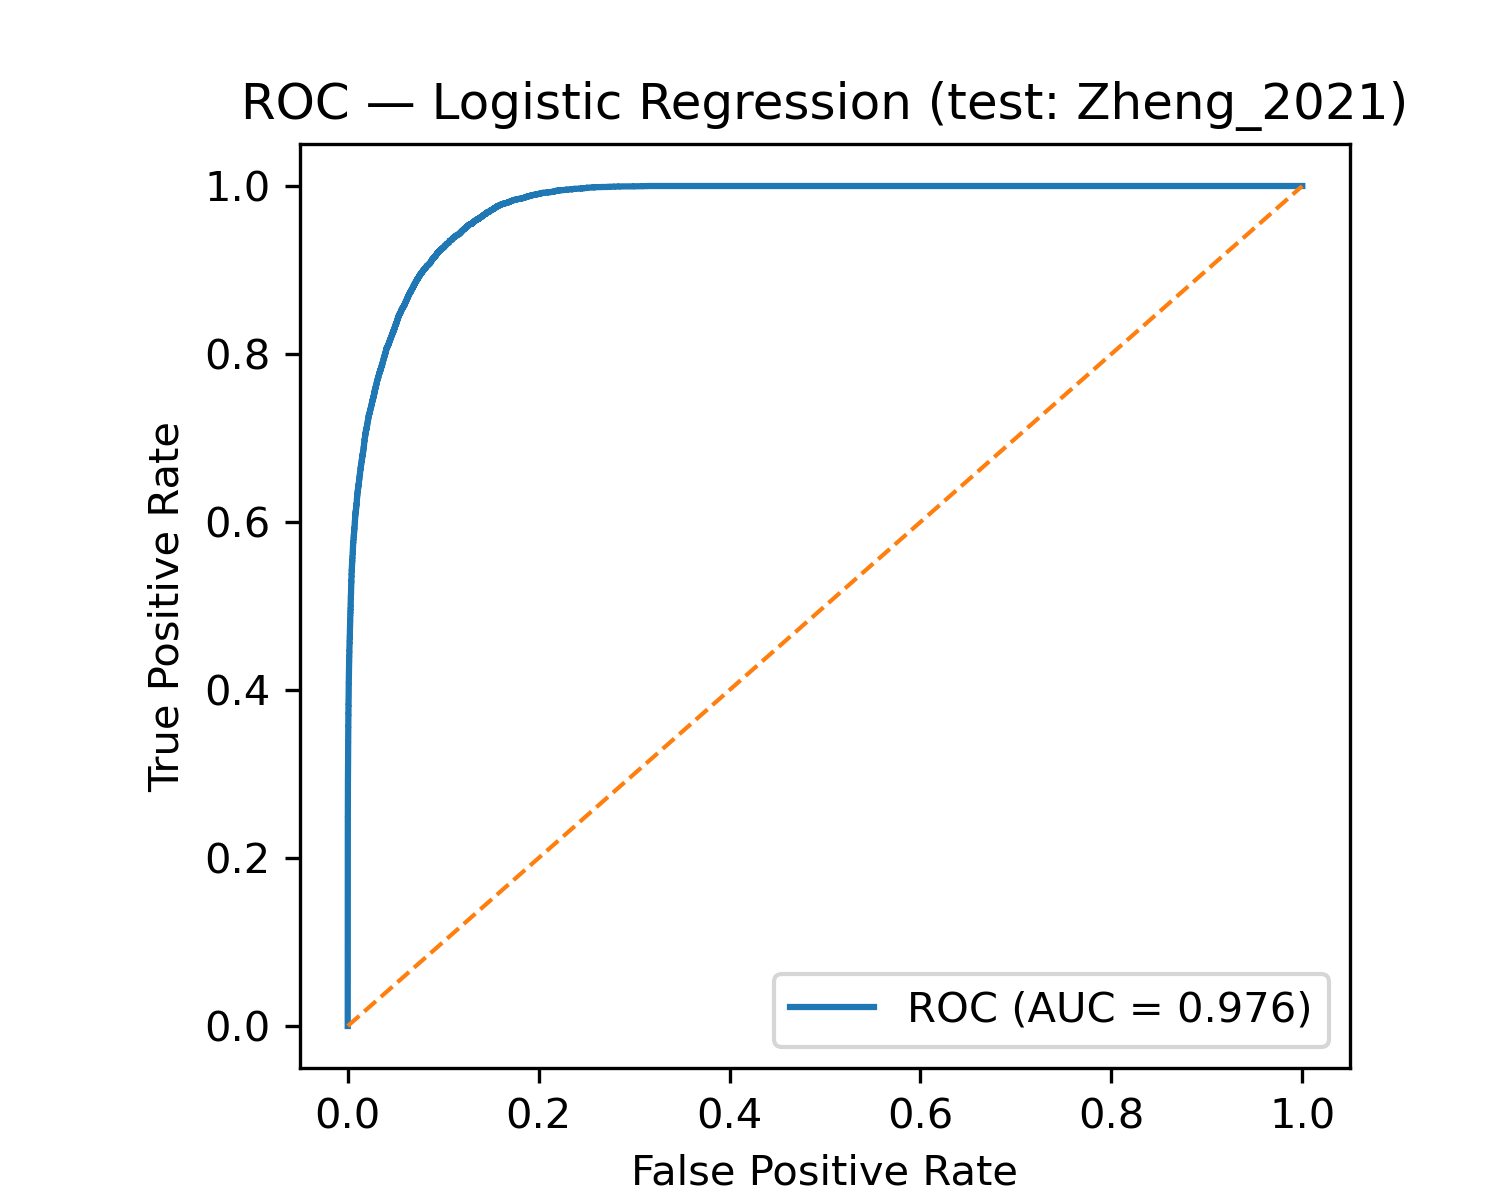 ROC — Logistic Regression (test: Zheng_2021)
True Positive Rate
1.0
0.8
0.6
0.4
0.2
0.0
ROC (AUC = 0.976)
0.0 0.2 0.4 0.6 0.8 1.0
False Positive Rate